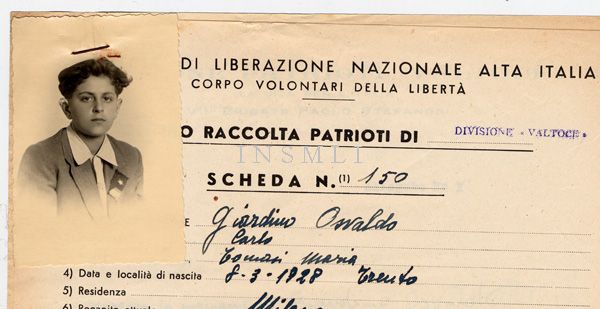 DI LIBERAZIONE NAZIONALE ALTA ITALIA
CORPO VOLONTARI DELLA LIBERTÀ
O RACCOLTA PATRIOTI DI DIVISIONE « VALTOCE »
INSMLI
SCHEDA N. (1) 150
Giardino Osvaldo
Carlo
Tomasi Maria
4) Data e località di nascita 8-3-1928 Trento
5) Residenza
Milano